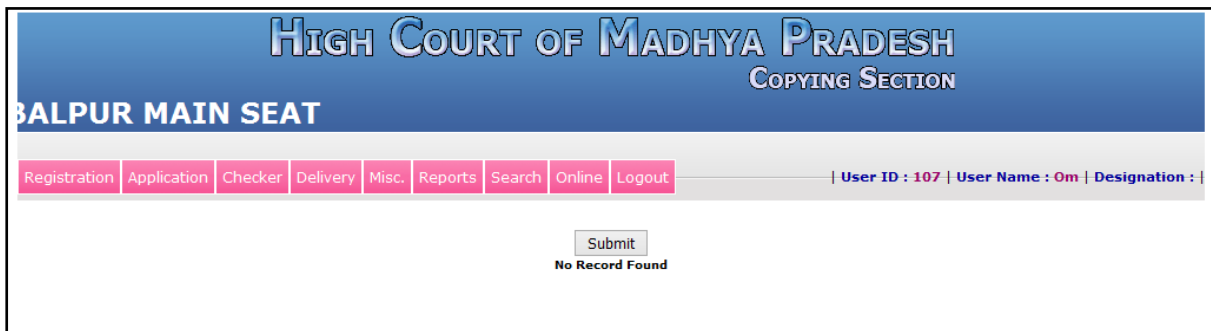 HIGH COURT OF MADHYA PRADESH
COPYING SECTION
BALPUR MAIN SEAT
Registration Application Checker Delivery Misc. Reports Search Online Logout | User ID : 107 | User Name : Om | Designation : |
Submit
No Record Found